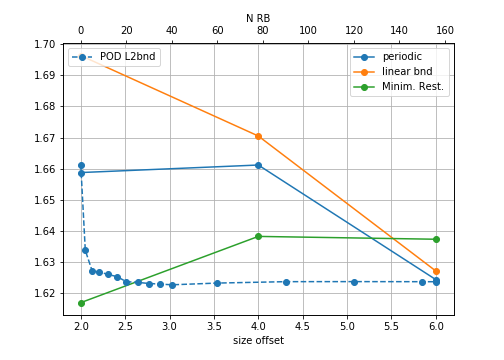 N RB
0 20 40 60 80 100 120 140 160
1.70
1.69
1.68
1.67
1.66
1.65
1.64
1.63
1.62
POD L2bnd
periodic
linear bnd
Minim. Rest.
2.0 2.5 3.0 3.5 4.0 4.5 5.0 5.5 6.0
size offset